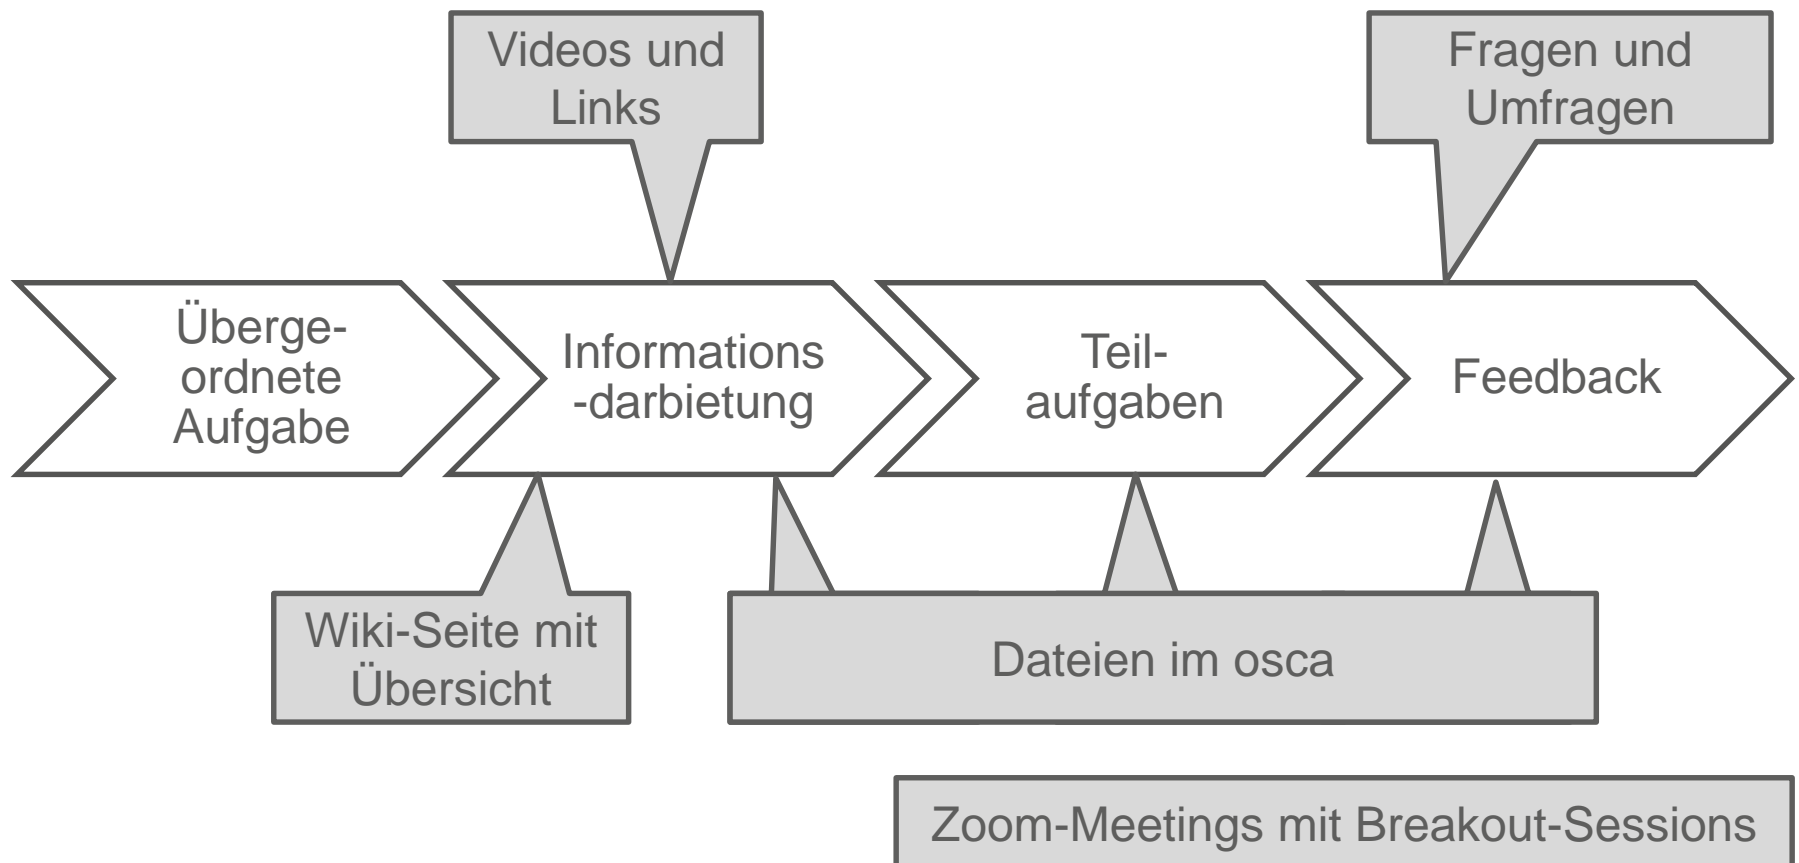 Videos und
Links
Fragen und
Umfragen
Überge-
ordnete
Aufgabe
Informations
-darbietung
Teil-
aufgaben
Feedback
Wiki-Seite mit
Übersicht
Dateien im osca
Zoom-Meetings mit Breakout-Sessions